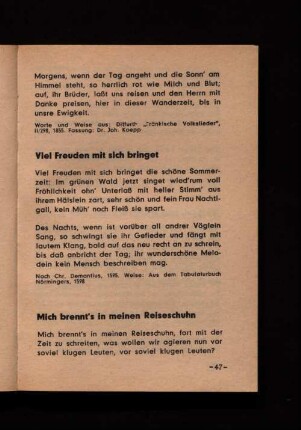 Morgens, wenn der Tag angeht und die Sonn' am
Himmel steht, so herrlich rot wie Milch und Blut;
auf, ihr Brüder, laßt uns reisen und den Herrn mit
Danke preisen, hier in dieser Wanderzeit, bis in
unsre Ewigkeit.
Worte und Weise aus: Ditfurth „Fränkische Volkslieder",
II/298, 1855. Fassung: Dr. Joh. Koepp
Viel Freuden mit sich bringet
Viel Freuden mit sich bringet die schöne Sommer-
zeit: im grünen Wald jetzt singet wied'rum voll
Fröhlichkeit ohn' Unterlaß mit heller Stimm' aus
ihrem Hälslein zart, sehr schön und fein Frau Nachti-
gall, kein Müh' noch Fleiß sie spart.
Des Nachts, wenn ist vorüber all andrer Vöglein
Sang, so schwingt sie ihr Gefieder und fängt mit
lautem Klang, bald auf das neu recht an zu schrein,
bis daß anbricht der Tag; ihr wunderschöne Melo-
dein kein Mensch beschreiben mag.
Nach Chr. Demantius, 1595. Weise: Aus dem Tabulaturbuch
Nörmingers, 1598
Mich brennt's in meinen Reiseschuhn
Mich brennt's in meinen Reiseschuhn, fort mit der
Zeit zu schreiten, was wollen wir agieren nun vor
soviel klugen Leuten, vor soviel klugen Leuten?
-47-